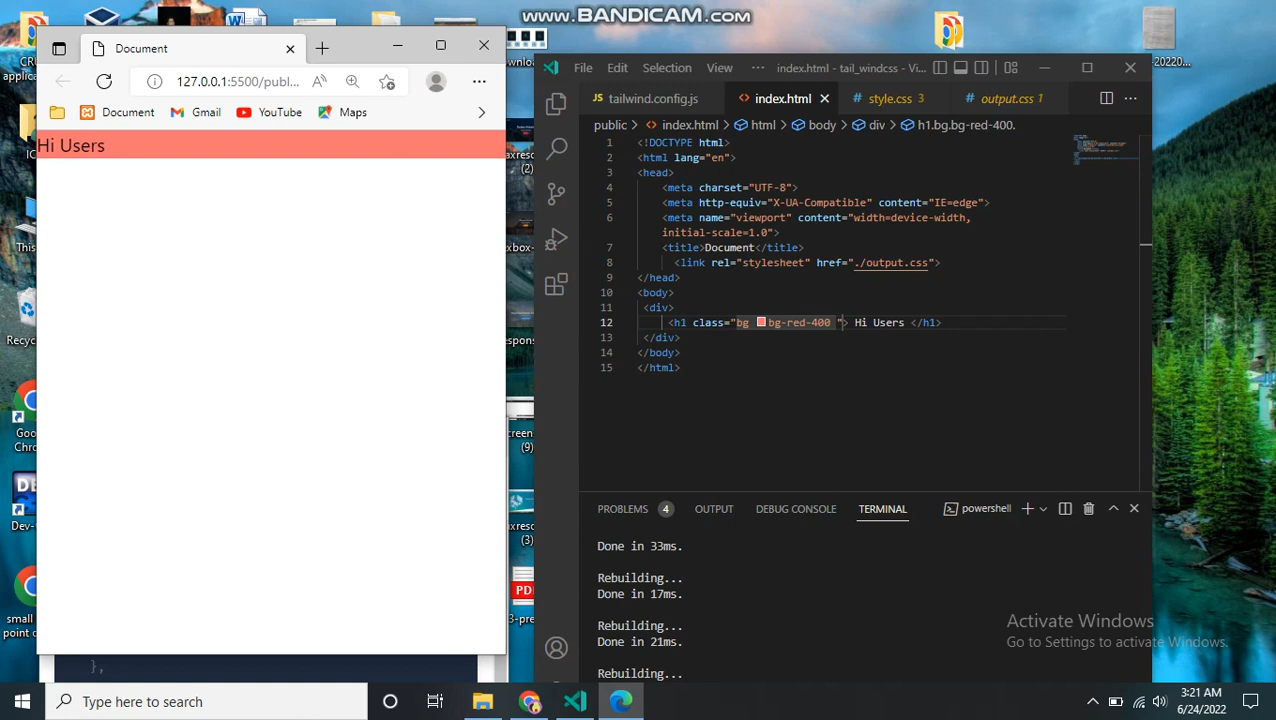 www.BANDICAM.com
Document
127.0.0.1:5500/publ...
Document
Gmail
YouTube
Maps
Hi Users
},
File Edit Selection View ··· index.html - tail_windcss - Vi...
JS tailwind.config.js
<> index.html
# style.css 3
# output.css 1
public > <> index.html > html > body > div > h1.bg.bg-red-400.
1 <!DOCTYPE html>
2 <html lang="en">
3 <head>
4 <meta charset="UTF-8">
5 <meta http-equiv="X-UA-Compatible" content="IE=edge">
6 <meta name="viewport" content="width=device-width,
initial-scale=1.0">
7 <title>Document</title>
8 <link rel="stylesheet" href="./output.css">
9 </head>
10 <body>
11 <div>
12 <h1 class="bg bg-red-400 "> Hi Users </h1>
13 </div>
14 </body>
15 </html>
PROBLEMS 4 OUTPUT DEBUG CONSOLE TERMINAL powershell
Done in 33ms.
Rebuilding...
Done in 17ms.
Rebuilding...
Done in 21ms.
Rebuilding...
Activate Windows
Go to Settings to activate Windows.
Type here to search
3:21 AM
6/24/2022